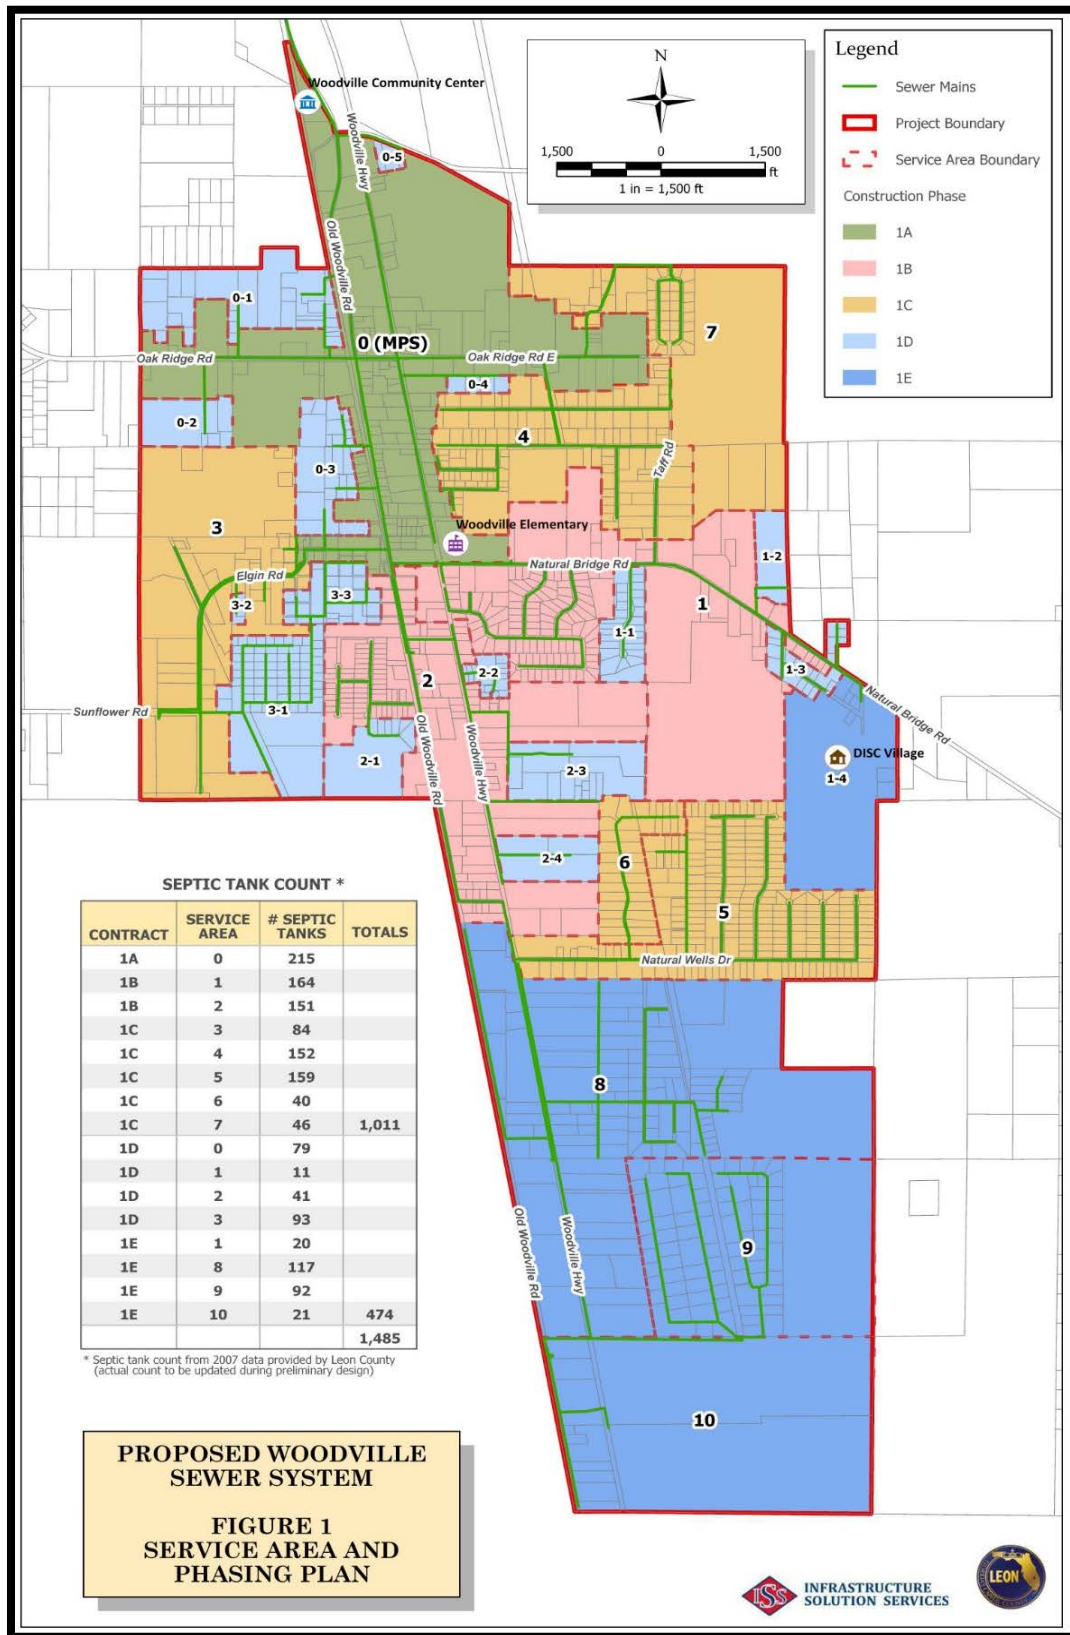 Legend
Sewer Mains
Project Boundary
Service Area Boundary
Construction Phase
1A
1B
1C
1D
1E
N
1,500 0 1,500
ft
1 in = 1,500 ft
Woodville Community Center
Woodville Hwy
0-5
Old Woodville Rd
0-1
7
0 (MPS)
Oak Ridge Rd
Oak Ridge Rd E
0-4
0-2
4
Taff Rd
0-3
3
Woodville Elementary
1-2
Natural Bridge Rd
Elgin Rd
3-3
3-2
1
1-1
2-2
1-3
2
3-1
Sunflower Rd
Natural Bridge Rd
Old Woodville Rd
Woodville Hwy
DISC Village
2-1
2-3
1-4
2-4
6
5
Natural Wells Dr
SEPTIC TANK COUNT *
CONTRACT SERVICE AREA # SEPTIC TANKS TOTALS
1A 0 215
1B 1 164
1B 2 151
1C 3 84
1C 4 152
1C 5 159
1C 6 40
1C 7 46 1,011
1D 0 79
1D 1 11
1D 2 41
1D 3 93
1E 1 20
1E 8 117
1E 9 92
1E 10 21 474
1,485
* Septic tank count from 2007 data provided by Leon County
(actual count to be updated during preliminary design)
8
Old Woodville Rd
Woodville Hwy
9
10
PROPOSED WOODVILLE
SEWER SYSTEM
FIGURE 1
SERVICE AREA AND
PHASING PLAN
ISS
INFRASTRUCTURE
SOLUTION SERVICES
LEON